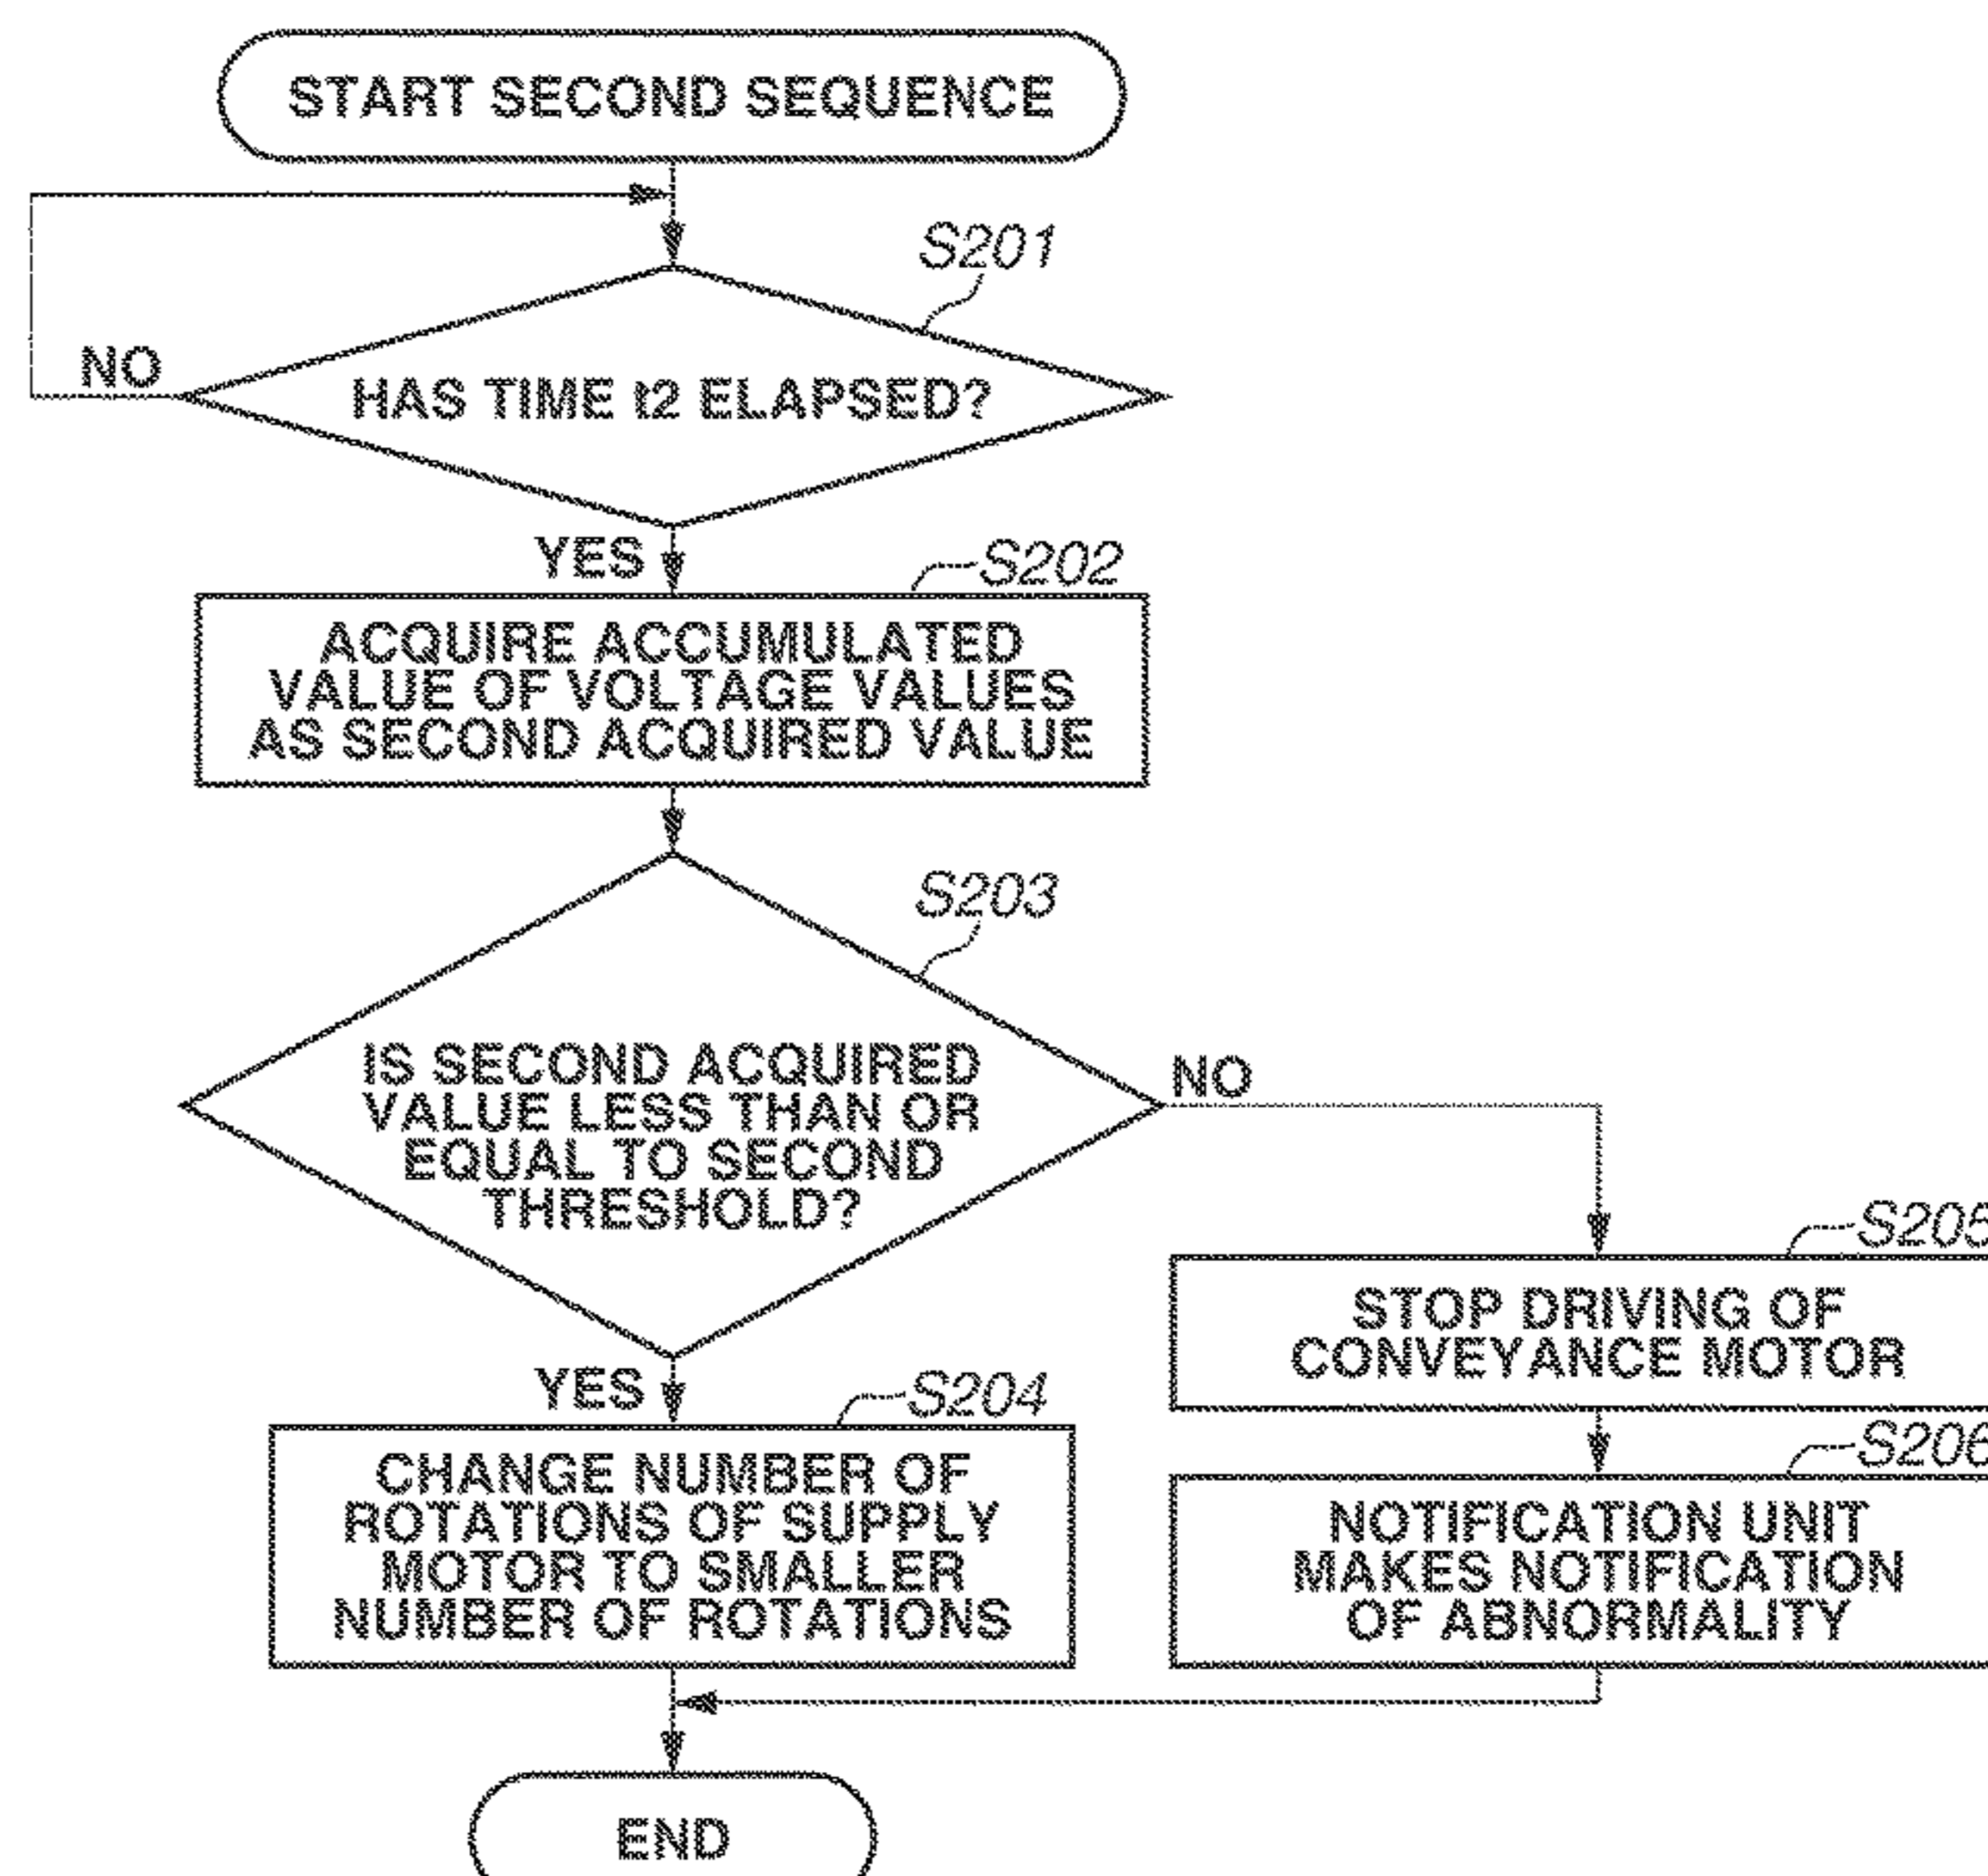 START SECOND SEQUENCE
S201
NO
HAS TIME t2 ELAPSED?
YES
S202
ACQUIRE ACCUMULATED
VALUE OF VOLTAGE VALUES
AS SECOND ACQUIRED VALUE
S203
IS SECOND ACQUIRED
VALUE LESS THAN OR
EQUAL TO SECOND
THRESHOLD?
NO
YES
S204
CHANGE NUMBER OF
ROTATIONS OF SUPPLY
MOTOR TO SMALLER
NUMBER OF ROTATIONS
S205
STOP DRIVING OF
CONVEYANCE MOTOR
S206
NOTIFICATION UNIT
MAKES NOTIFICATION
OF ABNORMALITY
END